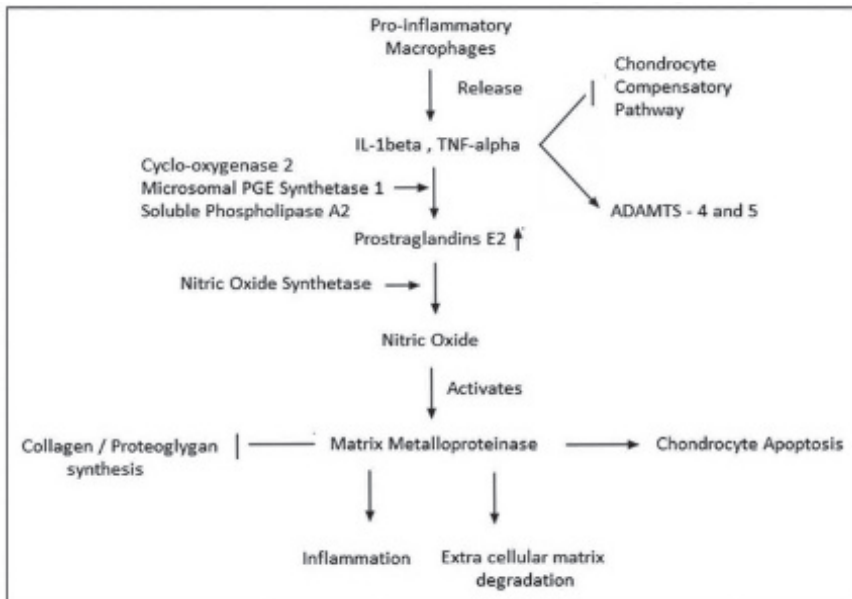 Pro-inflammatory
Macrophages
Release
Chondrocyte
Compensatory
Pathway
IL-1beta , TNF-alpha
Cyclo-oxygenase 2
Microsomal PGE Synthetase 1
Soluble Phospholipase A2
ADAMTS - 4 and 5
Prostraglandins E2
Nitric Oxide Synthetase
Nitric Oxide
Activates
Collagen / Proteoglygan
synthesis
Matrix Metalloproteinase
Chondrocyte Apoptosis
Inflammation
Extra cellular matrix
degradation